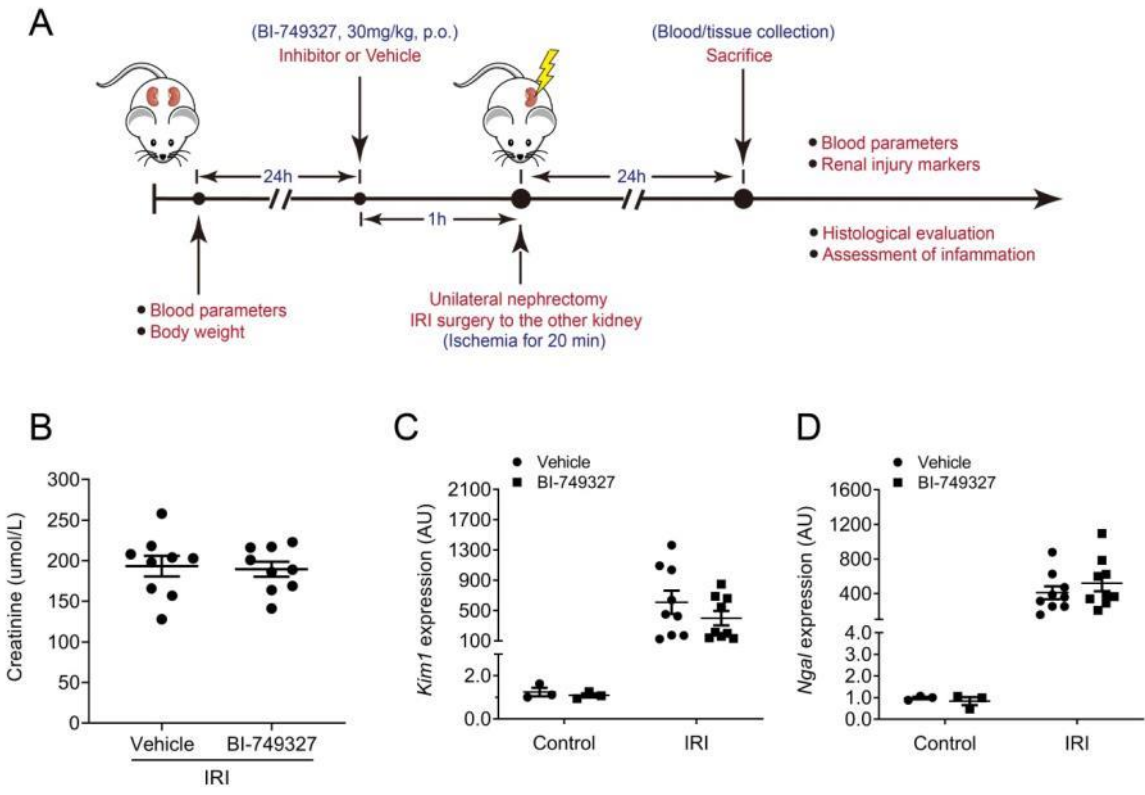 A
(BI-749327, 30mg/kg, p.o.)
Inhibitor or Vehicle
(Blood/tissue collection)
Sacrifice
24h
24h
1h
● Blood parameters
● Renal injury markers
● Histological evaluation
● Assessment of infammation
● Blood parameters
● Body weight
Unilateral nephrectomy
IRI surgery to the other kidney
(Ischemia for 20 min)
B
Creatinine (umol/L)
300
250
200
150
100
50
0
Vehicle BI-749327
IRI
C
● Vehicle
■ BI-749327
Kim1 expression (AU)
2100
1700
1300
900
500
100
2.0
1.0
0.0
Control IRI
D
● Vehicle
■ BI-749327
Ngal expression (AU)
1600
1200
800
400
4.0
3.0
2.0
1.0
0.0
Control IRI